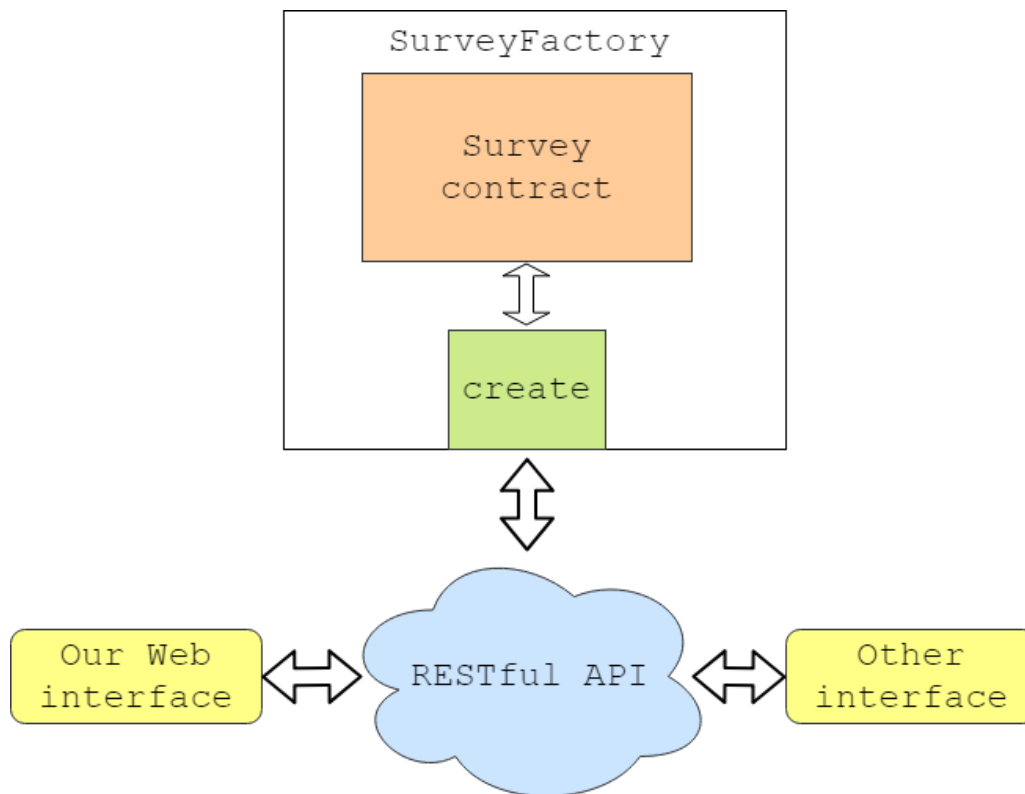 SurveyFactory
Survey
contract
create
RESTful API
Our Web
interface
Other
interface